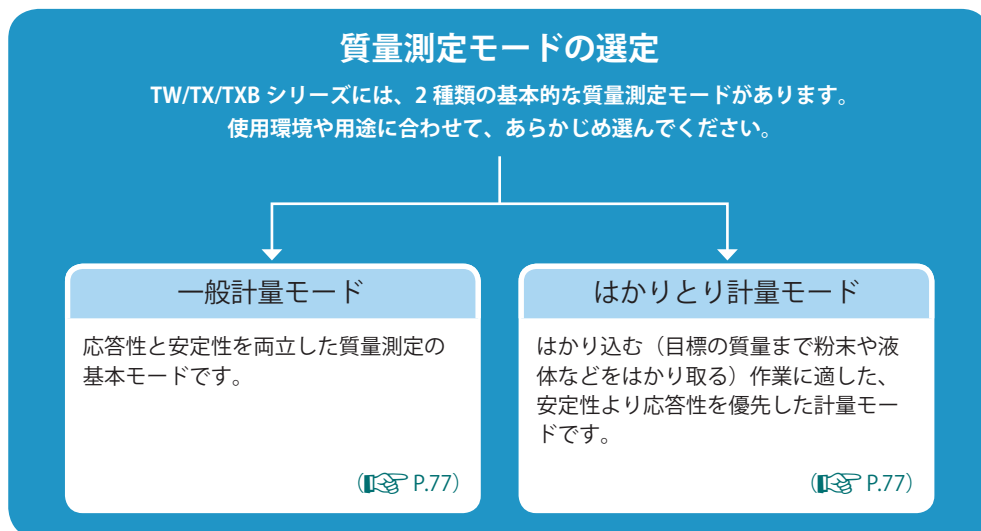 質量測定モードの選定
TW/TX/TXB シリーズには、2 種類の基本的な質量測定モードがあります。
使用環境や用途に合わせて、あらかじめ選んでください。
一般計量モード
応答性と安定性を両立した質量測定の
基本モードです。
(☞ P.77)
はかりとり計量モード
はかり込む（目標の質量まで粉末や液
体などをはかり取る）作業に適した、
安定性より応答性を優先した計量モー
ドです。
(☞ P.77)